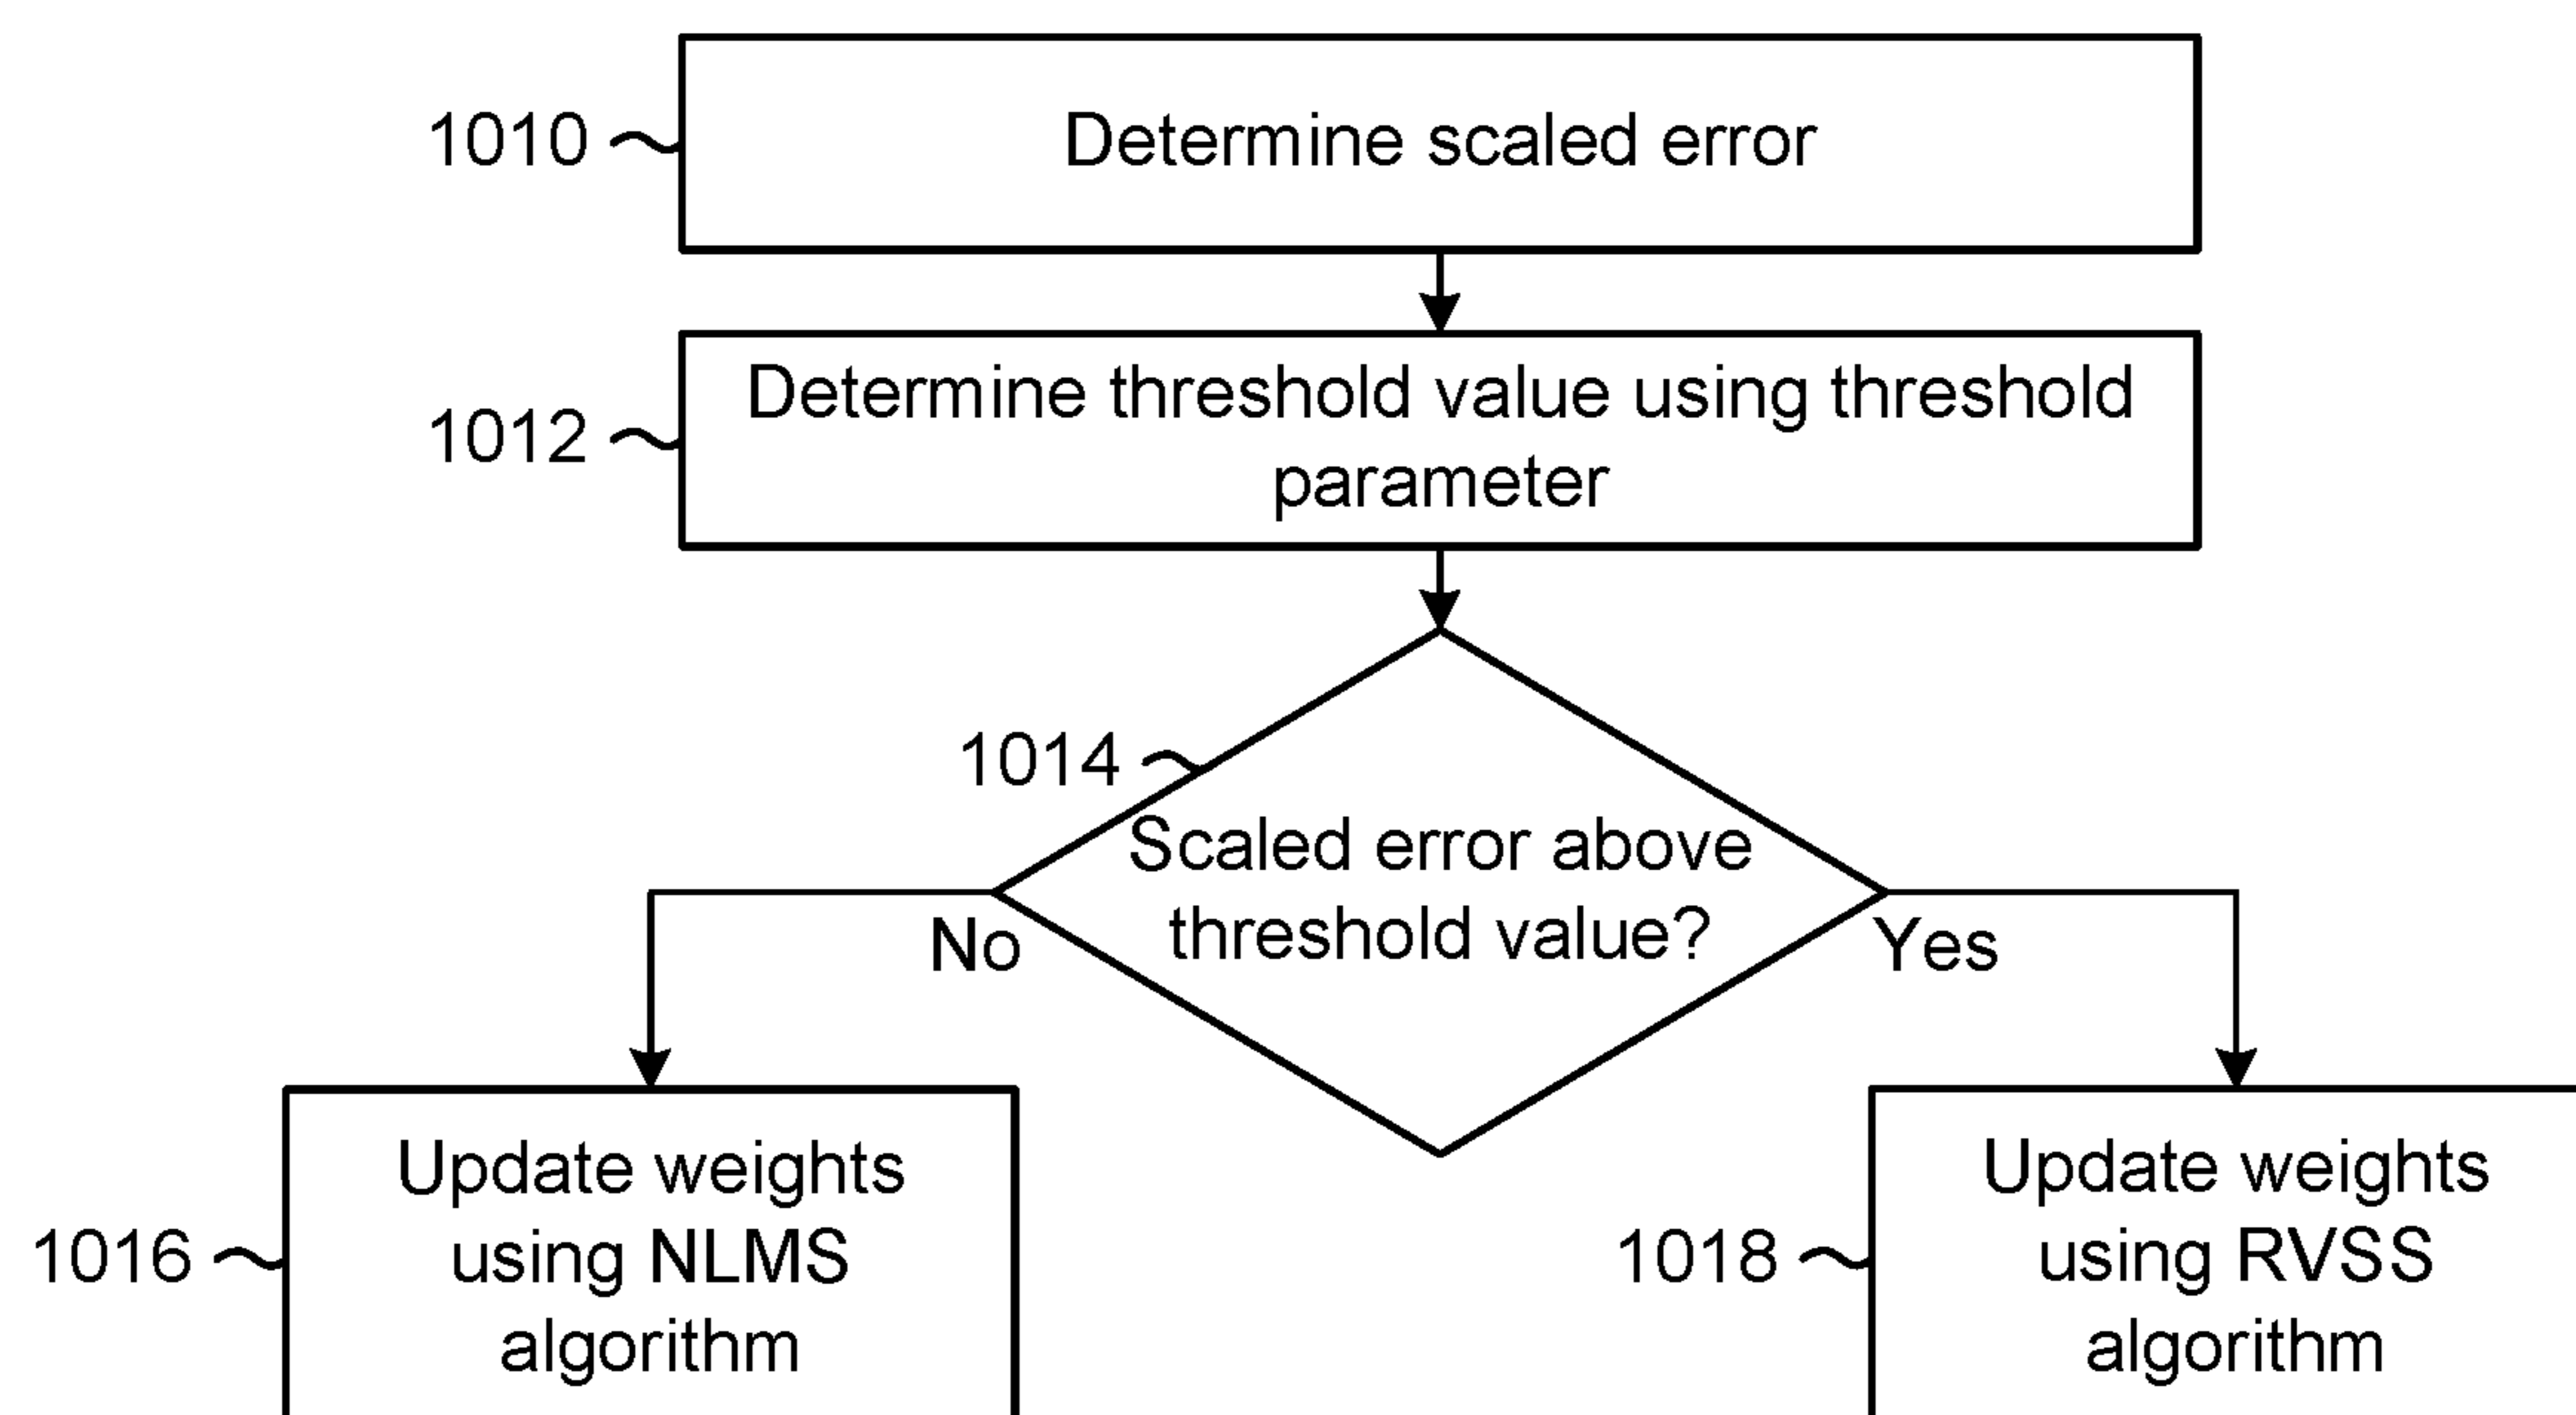 1010
Determine scaled error
1012
Determine threshold value using threshold
parameter
1014
Scaled error above
threshold value?
No
Yes
1016
Update weights
using NLMS
algorithm
1018
Update weights
using RVSS
algorithm